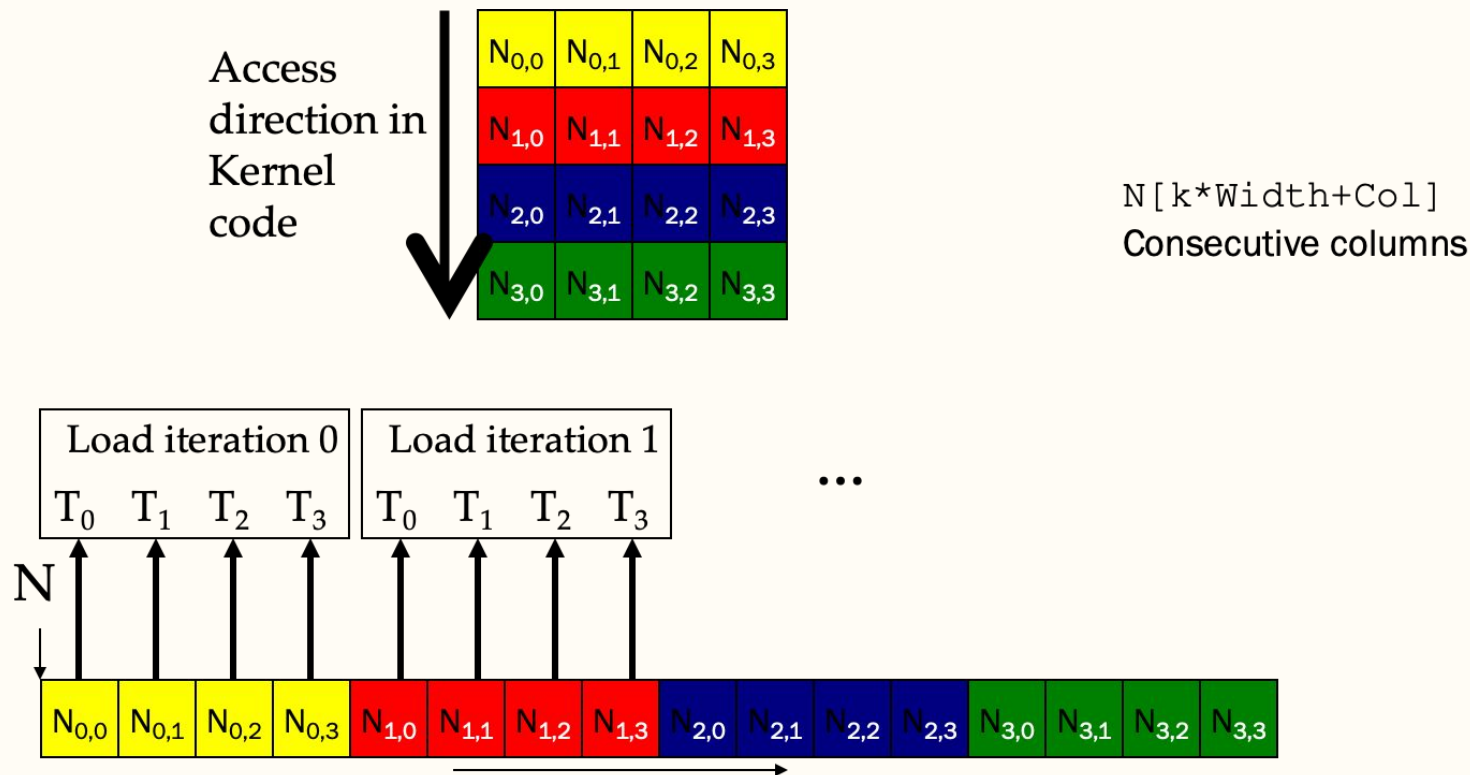 Access
direction in
Kernel
code
N0,0 N0,1 N0,2 N0,3
N1,0 N1,1 N1,2 N1,3
N2,0 N2,1 N2,2 N2,3
N3,0 N3,1 N3,2 N3,3
N[k*Width+Col]
Consecutive columns
Load iteration 0
T0 T1 T2 T3
Load iteration 1
T0 T1 T2 T3
...
N
N0,0 N0,1 N0,2 N0,3 N1,0 N1,1 N1,2 N1,3 N2,0 N2,1 N2,2 N2,3 N3,0 N3,1 N3,2 N3,3